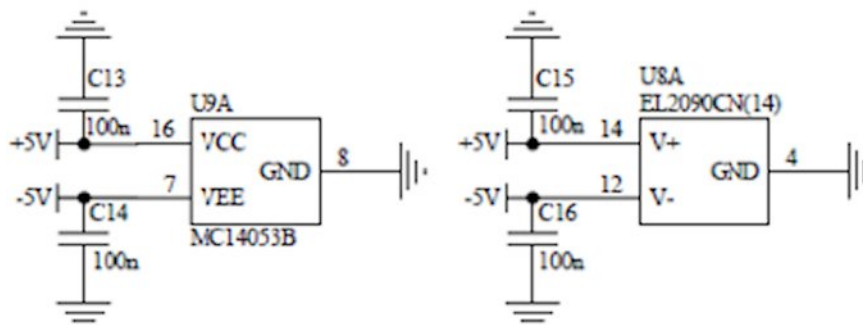 C13
U9A
100n
16
+5V
VCC
GND
8
-5V
7
VEE
C14
MC14053B
100n
C15
U8A
EL2090CN(14)
100n
14
+5V
V+
GND
4
-5V
12
V-
C16
100n